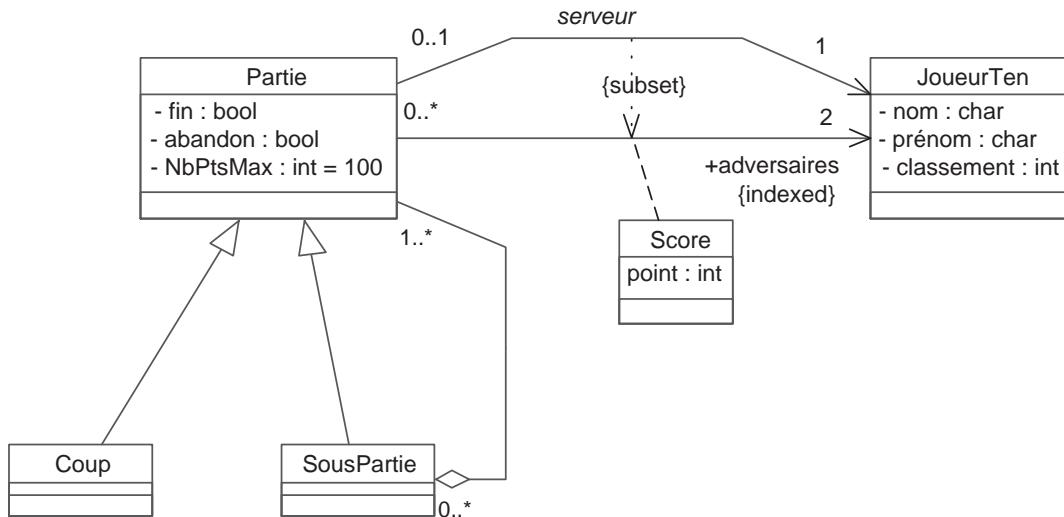 serveur
0..1
1
Partie
- fin : bool
- abandon : bool
- NbPtsMax : int = 100
0..*
{subset}
2
JoueurTen
- nom : char
- prénom : char
- classement : int
+adversaires
{indexed}
1..*
Score
point : int
Coup
SousPartie
0..*